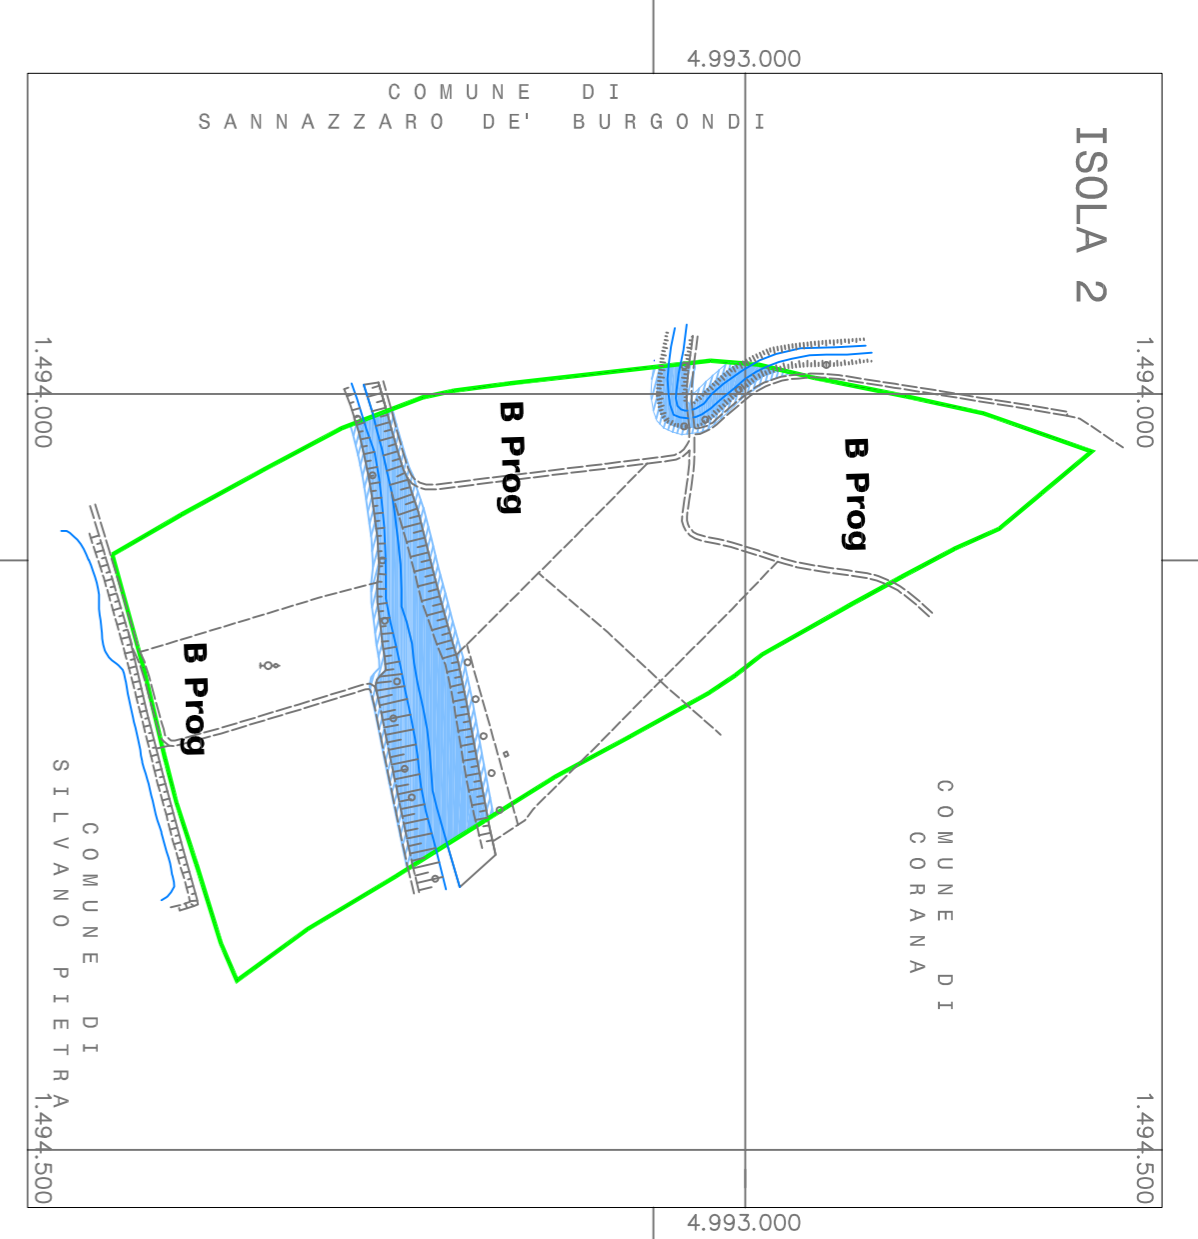 4.993.000
COMUNE DI
SANNAZZARO DE' BURGONDI
ISOLA 2
1.494.000
1.494.000
B Prog
B Prog
B Prog
COMUNE DI
CORANA
COMUNE DI
SILVANO PIETRA
1.494.500
1.494.500
4.993.000